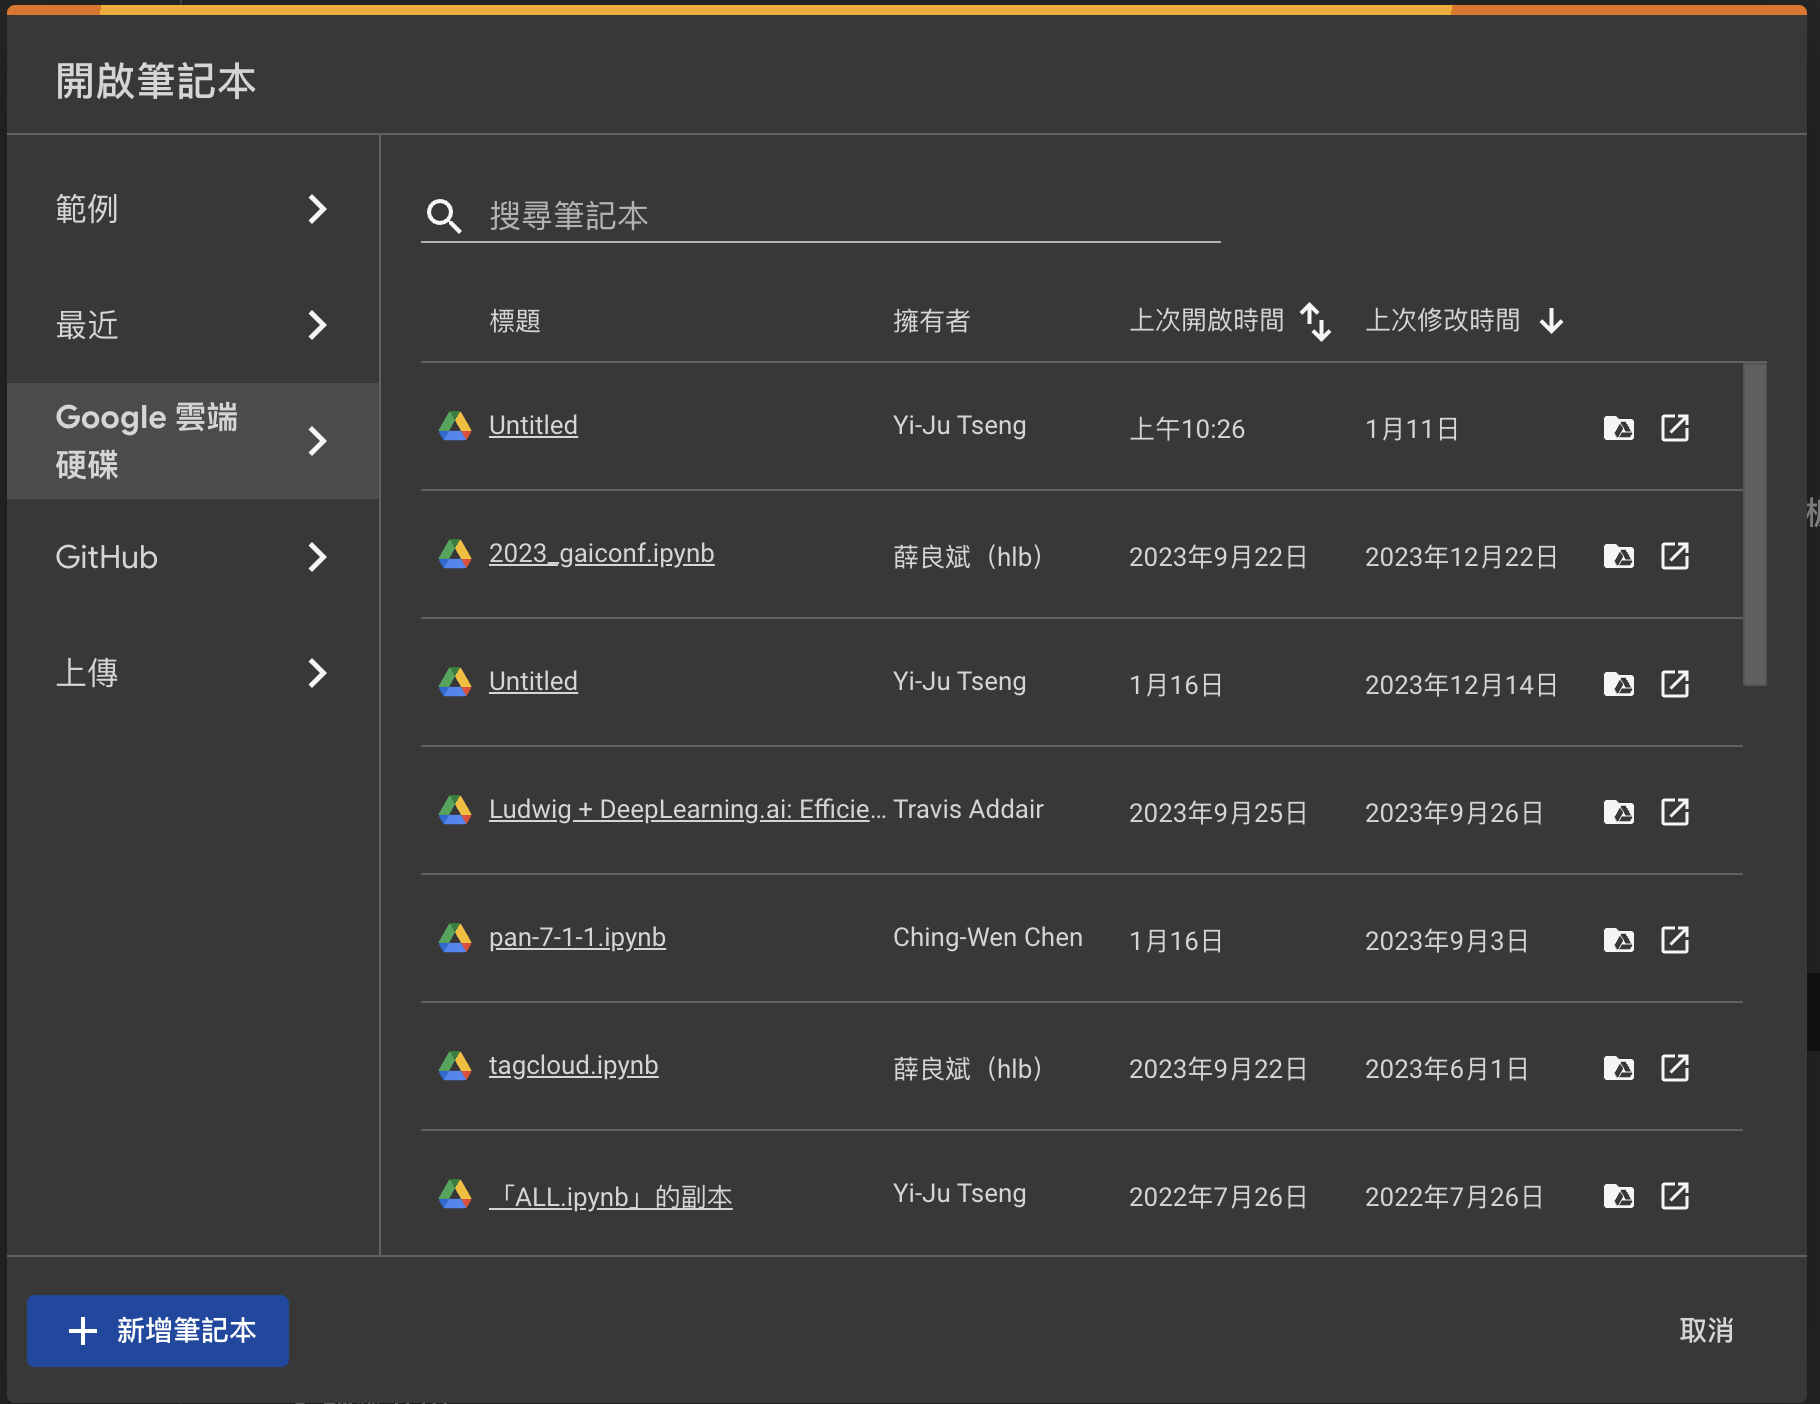 開啟筆記本
範例
最近
Google 雲端
硬碟
GitHub
上傳
搜尋筆記本
標題 擁有者 上次開啟時間 上次修改時間
Untitled Yi-Ju Tseng 上午10:26 1月11日
2023_gaiconf.ipynb 薛良斌（hlb） 2023年9月22日 2023年12月22日
Untitled Yi-Ju Tseng 1月16日 2023年12月14日
Ludwig + DeepLearning.ai: Efficie… Travis Addair 2023年9月25日 2023年9月26日
pan-7-1-1.ipynb Ching-Wen Chen 1月16日 2023年9月3日
tagcloud.ipynb 薛良斌（hlb） 2023年9月22日 2023年6月1日
「ALL.ipynb」的副本 Yi-Ju Tseng 2022年7月26日 2022年7月26日
新增筆記本
取消